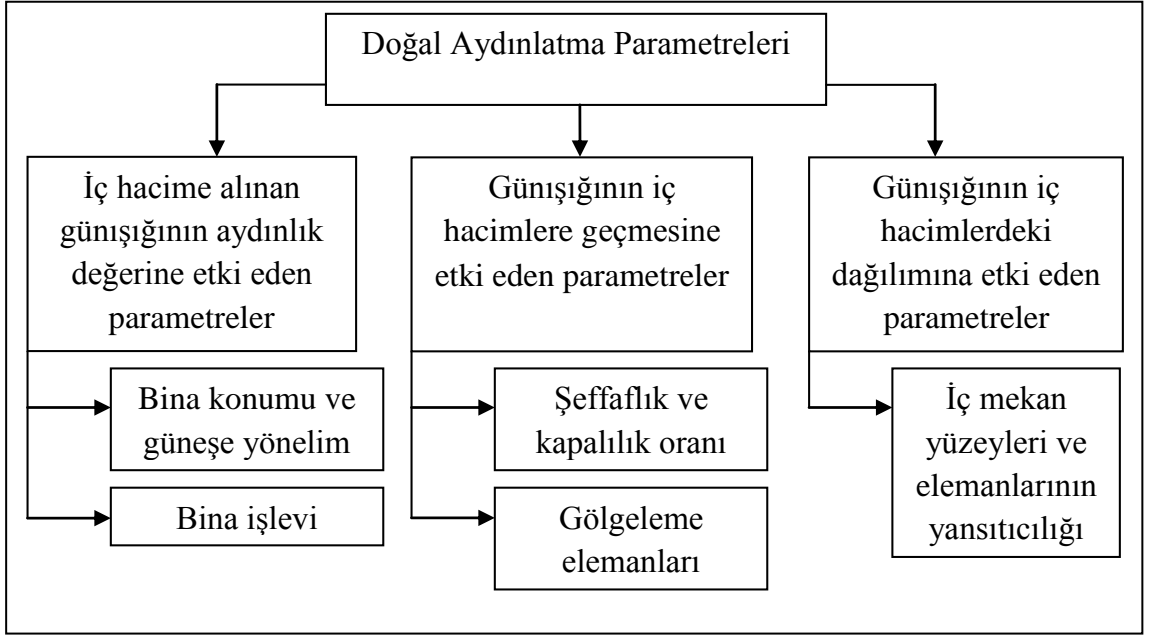 Doğal Aydınlatma Parametreleri
İç hacime alınan
günışığının aydınlık
değerine etki eden
parametreler
Bina konumu ve
güneşe yönelim
Bina işlevi
Günışığının iç
hacimlere geçmesine
etki eden parametreler
Şeffaflık ve
kapalılık oranı
Gölgeleme
elemanları
Günışığının iç
hacimlerdeki
dağılımına etki eden
parametreler
İç mekan
yüzeyleri ve
elemanlarının
yansıtıcılığı